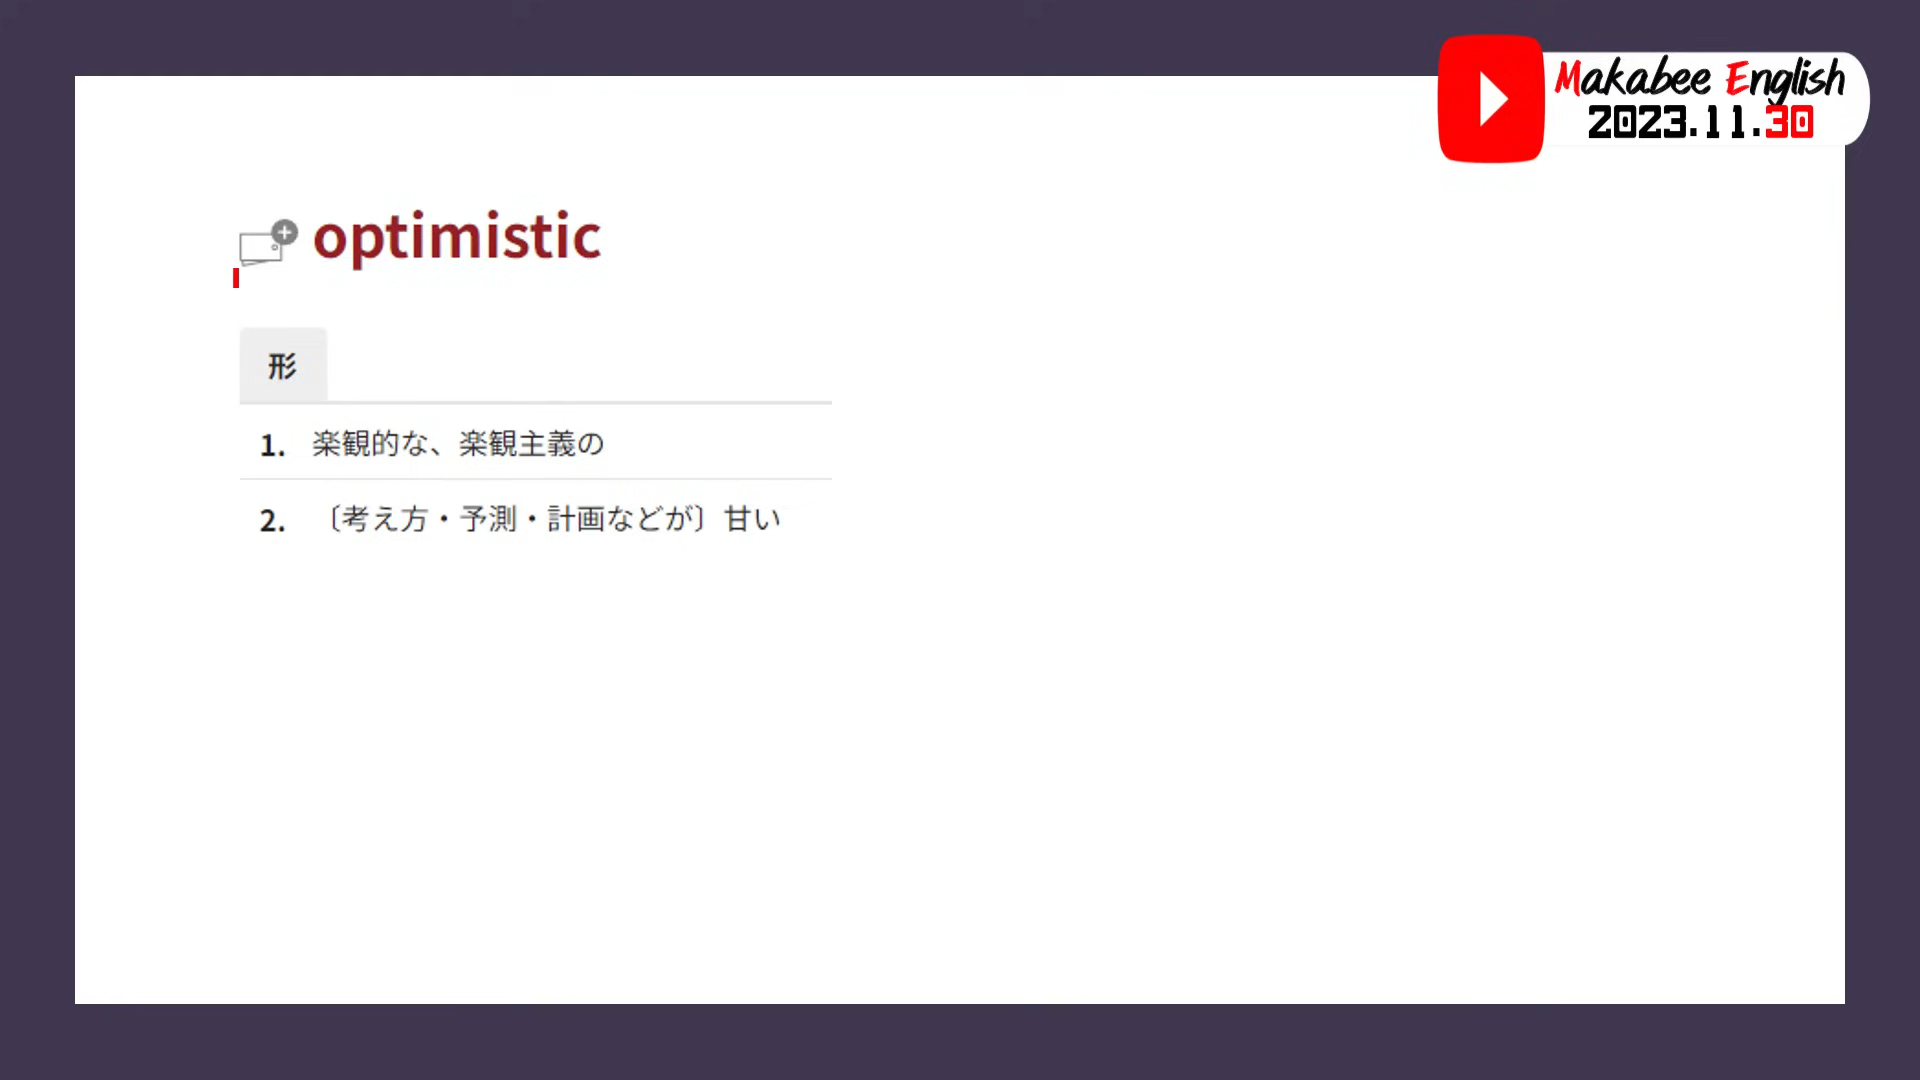 Makabee English
2023.11.30
optimistic
形
1. 楽観的な、楽観主義の
2. 〔考え方・予測・計画などが〕甘い